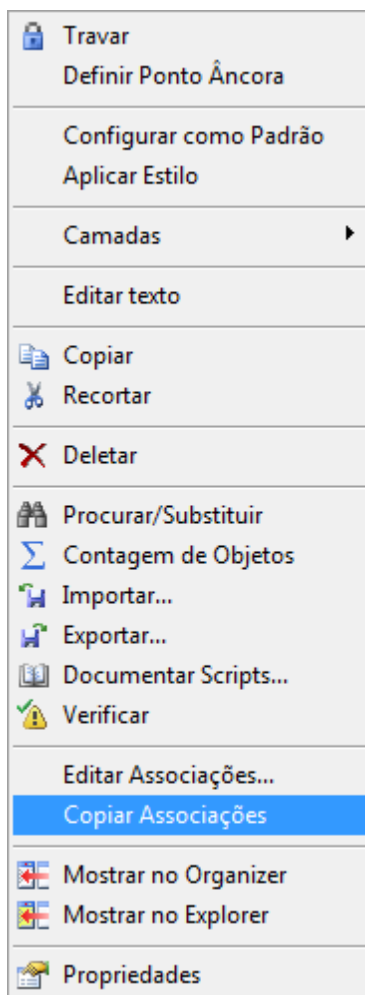 Travar
Definir Ponto Âncora
Configurar como Padrão
Aplicar Estilo
Camadas
Editar texto
Copiar
Recortar
Deletar
Procurar/Substituir
Contagem de Objetos
Importar...
Exportar...
Documentar Scripts...
Verificar
Editar Associações...
Copiar Associações
Mostrar no Organizer
Mostrar no Explorer
Propriedades